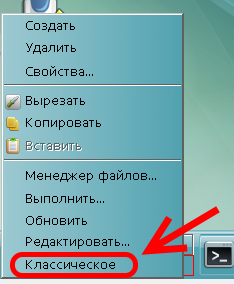 Создать
Удалить
Свойства...
Вырезать
Копировать
Вставить
Менеджер файлов...
Выполнить...
Обновить
Редактировать...
Классическое